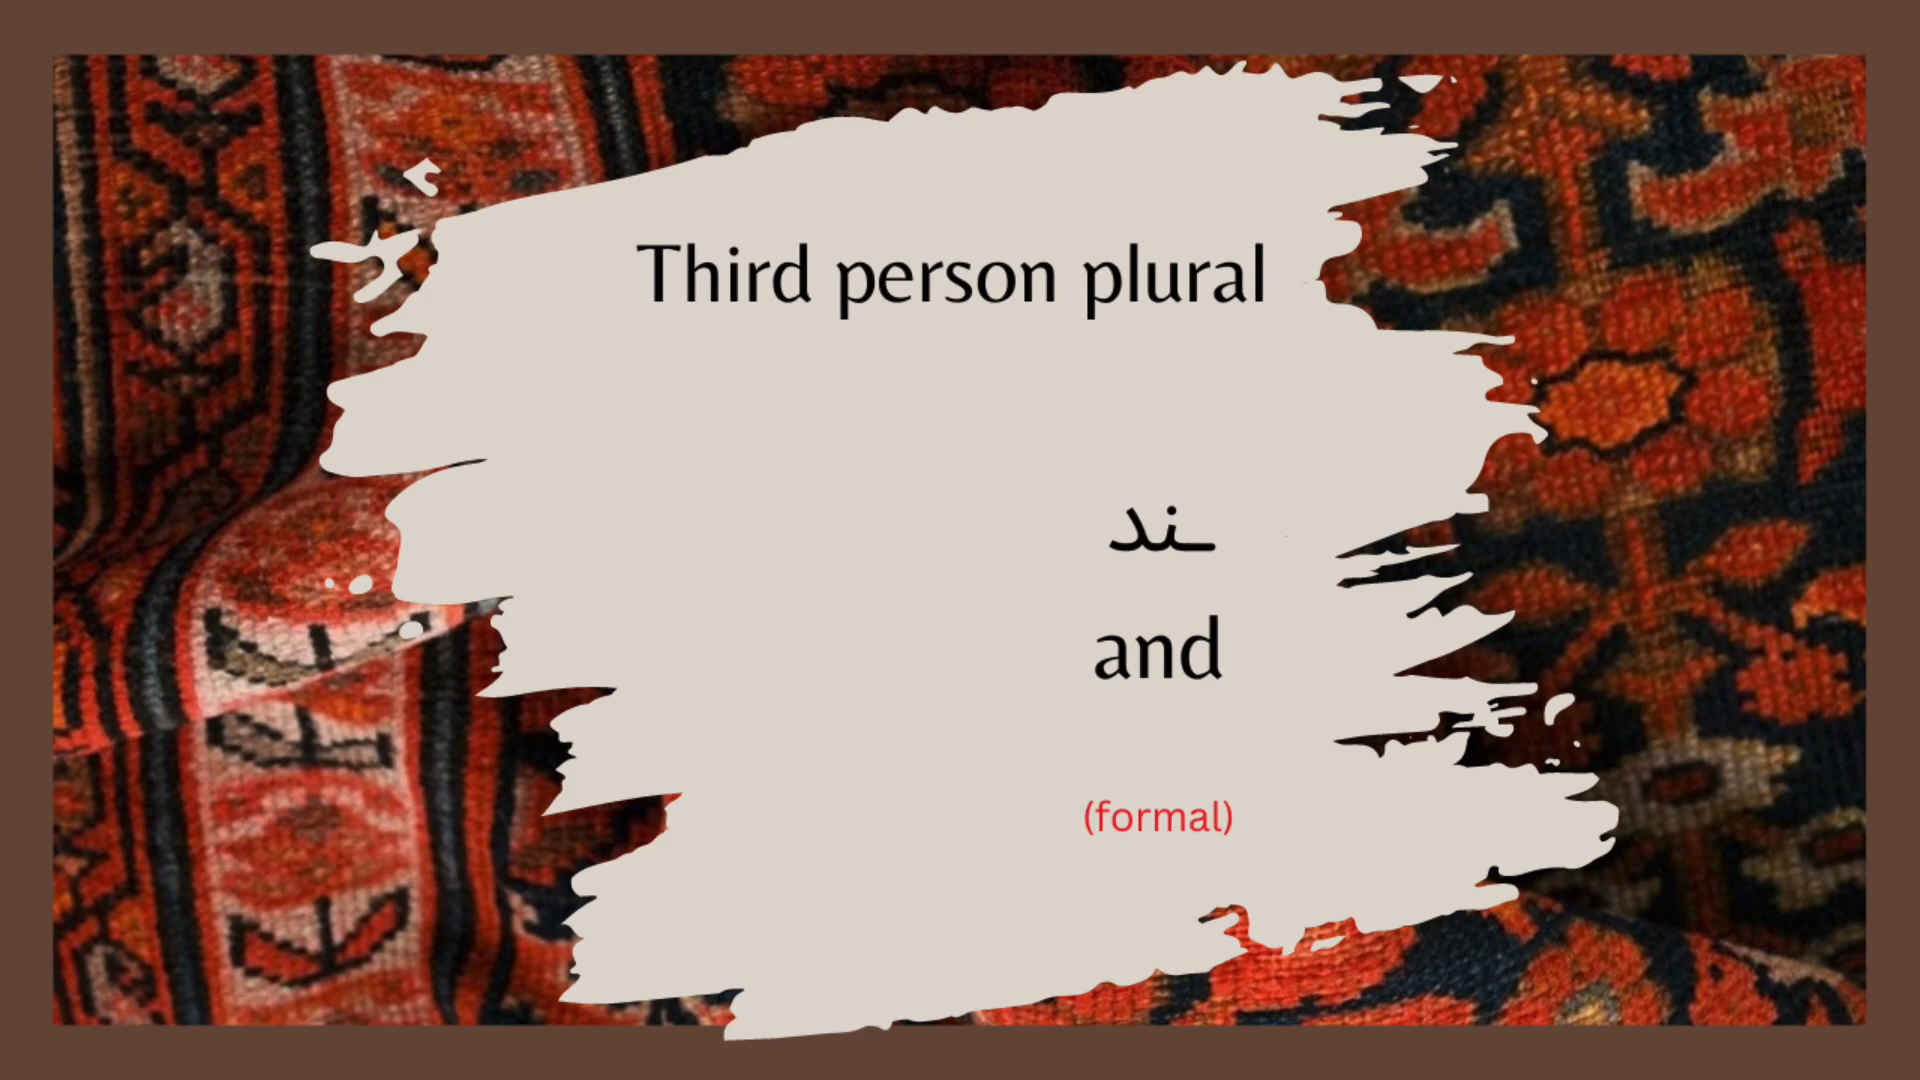 Third person plural
ـند
and
(formal)